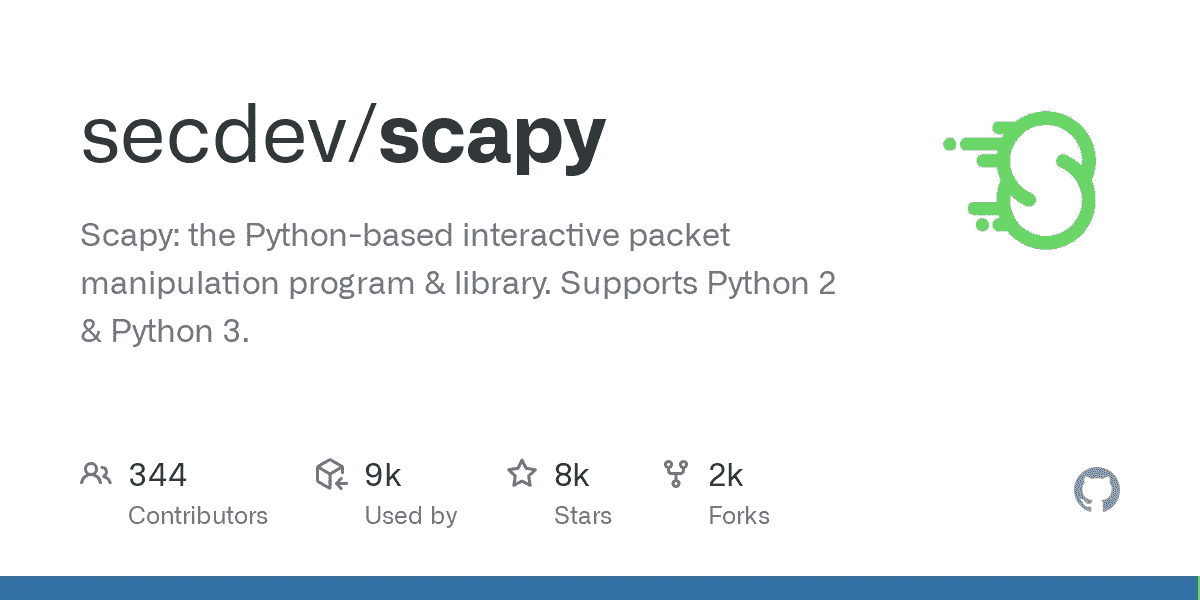 secdev/scapy
Scapy: the Python-based interactive packet
manipulation program & library. Supports Python 2
& Python 3.
344 9k 8k 2k
Contributors Used by Stars Forks